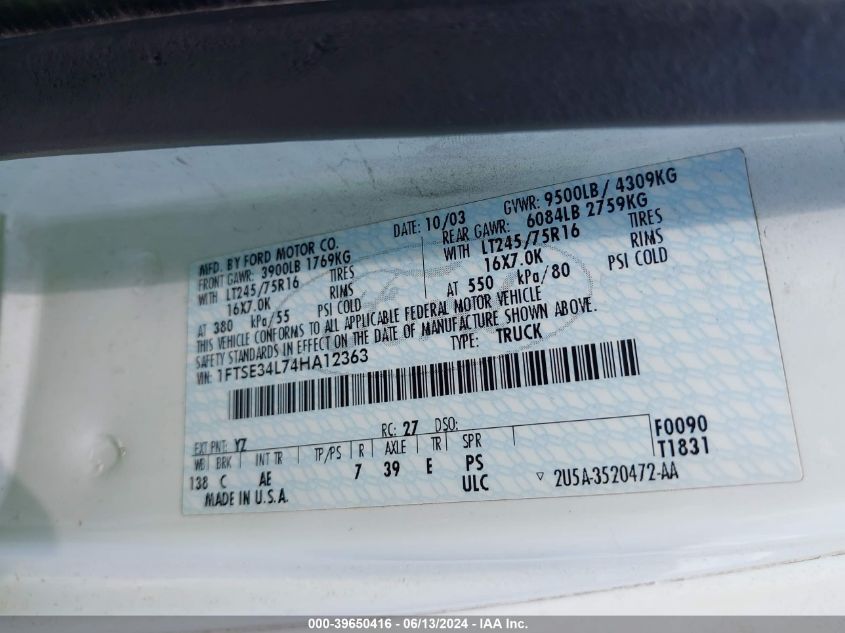 MFD. BY FORD MOTOR CO.
DATE: 10/03 GVWR: 9500LB / 4309KG
FRONT GAWR: 3900LB 1769KG REAR GAWR: 6084LB 2759KG
WITH LT245/75R16 TIRES WITH LT245/75R16 TIRES
16X7.0K RIMS 16X7.0K RIMS
AT 380 kPa/55 PSI COLD AT 550 kPa/80 PSI COLD
THIS VEHICLE CONFORMS TO ALL APPLICABLE FEDERAL MOTOR VEHICLE
SAFETY STANDARDS IN EFFECT ON THE DATE OF MANUFACTURE SHOWN ABOVE.
VIN: 1FTSE34L74HA12363 TYPE: TRUCK
EXT PNT: YZ RC: 27 DSO: F0090
WB BRK INT TR TP/PS R AXLE TR SPR T1831
138 C AE 7 39 E PS
ULC
MADE IN U.S.A. ▽ 2U5A-3520472-AA
000-39650416 - 06/13/2024 - IAA Inc.